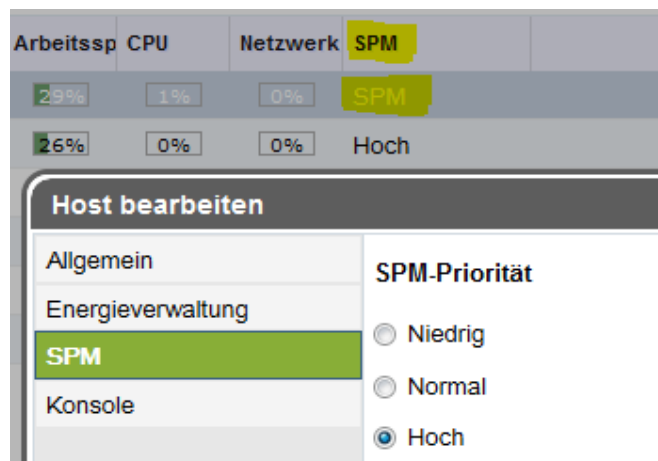 Arbeitssp CPU Netzwerk SPM
29% 1% 0% SPM
26% 0% 0% Hoch
Host bearbeiten
Allgemein
Energieverwaltung
SPM
Konsole
SPM-Priorität
Niedrig
Normal
Hoch